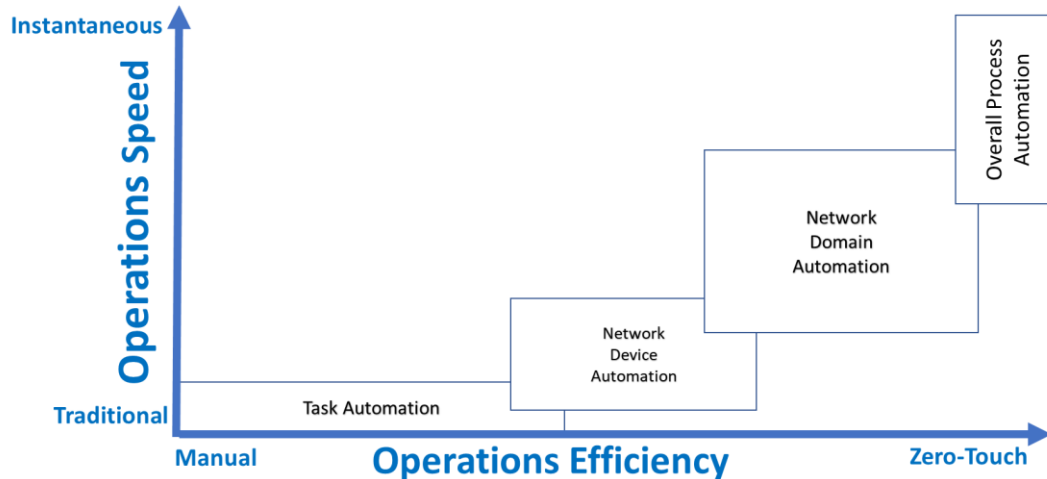 Instantaneous
Operations Speed
Traditional
Overall Process
Automation
Network
Domain
Automation
Network
Device
Automation
Task Automation
Manual
Operations Efficiency
Zero-Touch